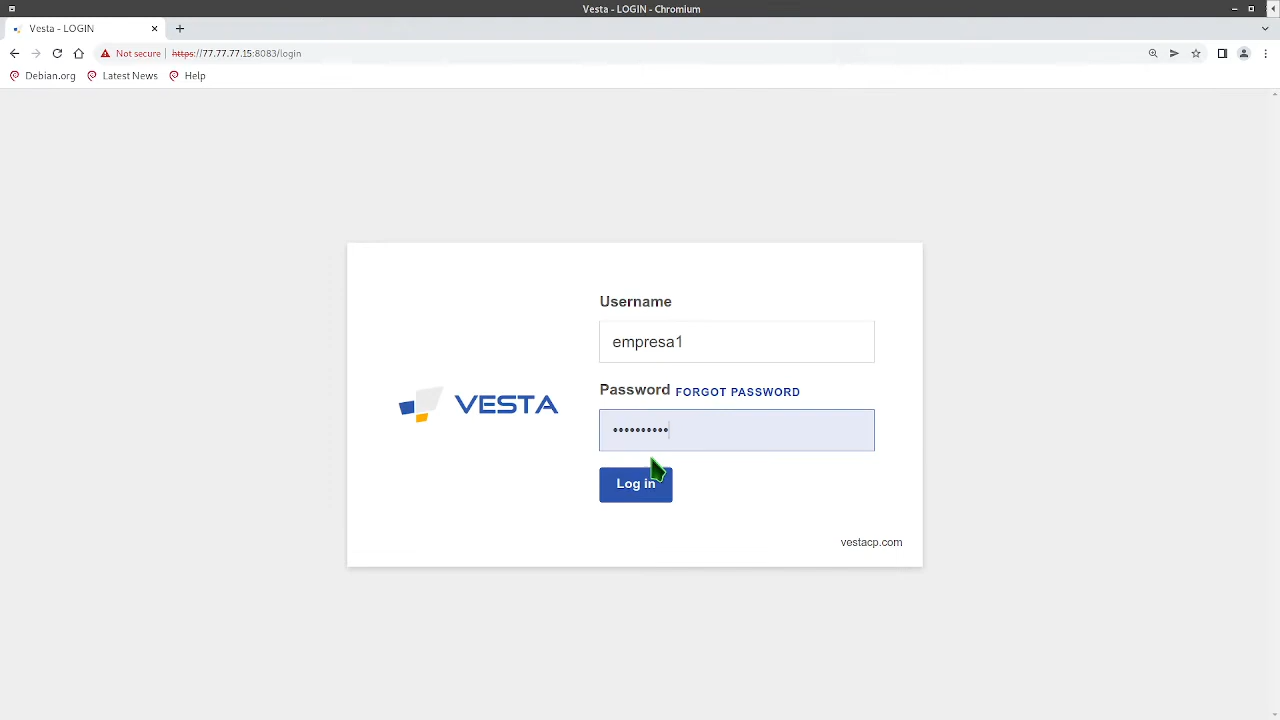 Vesta - LOGIN - Chromium
Vesta - LOGIN
Not secure https://77.77.77.15:8083/login
Debian.org Latest News Help
Username
empresa1
Password FORGOT PASSWORD
••••••••••
VESTA
Log in
vestacp.com